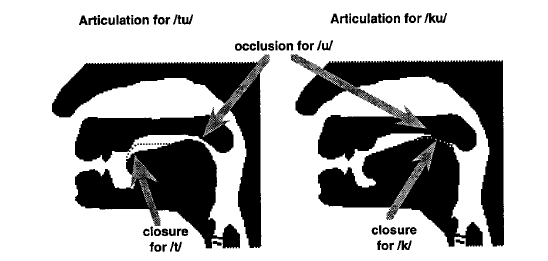 Articulation for /tu/
Articulation for /ku/
occlusion for /u/
closure
for /t/
closure
for /k/